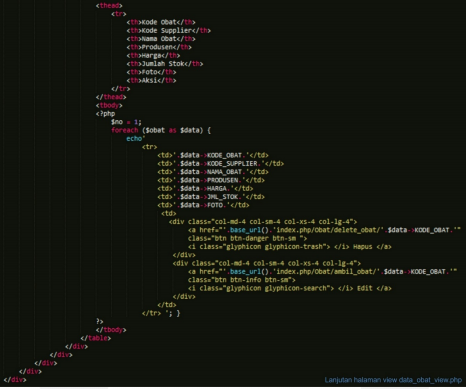 <thead>
<tr>
<th>Kode Obat</th>
<th>Kode Supplier</th>
<th>Nama Obat</th>
<th>Produsen</th>
<th>Harga</th>
<th>Jumlah Stok</th>
<th>Foto</th>
<th>Aksi</th>
</tr>
</thead>
<tbody>
<?php
$no = 1;
foreach ($obat as $data) {
echo'
<tr>
<td>'.$data->KODE_OBAT.'</td>
<td>'.$data->KODE_SUPPLIER.'</td>
<td>'.$data->NAMA_OBAT.'</td>
<td>'.$data->PRODUSEN.'</td>
<td>'.$data->HARGA.'</td>
<td>'.$data->JML_STOK.'</td>
<td>'.$data->FOTO.'</td>
<td>
<div class="col-md-4 col-sm-4 col-xs-4 col-lg-4">
<a href="'.base_url().'index.php/Obat/delete_obat/'.$data->KODE_OBAT.'"
class="btn btn-danger btn-sm ">
<i class="glyphicon glyphicon-trash"> </i> Hapus </a>
</div>
<div class="col-md-4 col-sm-4 col-xs-4 col-lg-4">
<a href="'.base_url().'index.php/Obat/ambil_obat/'.$data->KODE_OBAT.'"
class="btn btn-info btn-sm">
<i class="glyphicon glyphicon-search"> </i> Edit </a>
</div>
</td>
</tr> '; }
?>
</tbody>
</table>
</div>
</div>
</div>
</div>
</div>
Lanjutan halaman view data_obat_view.php